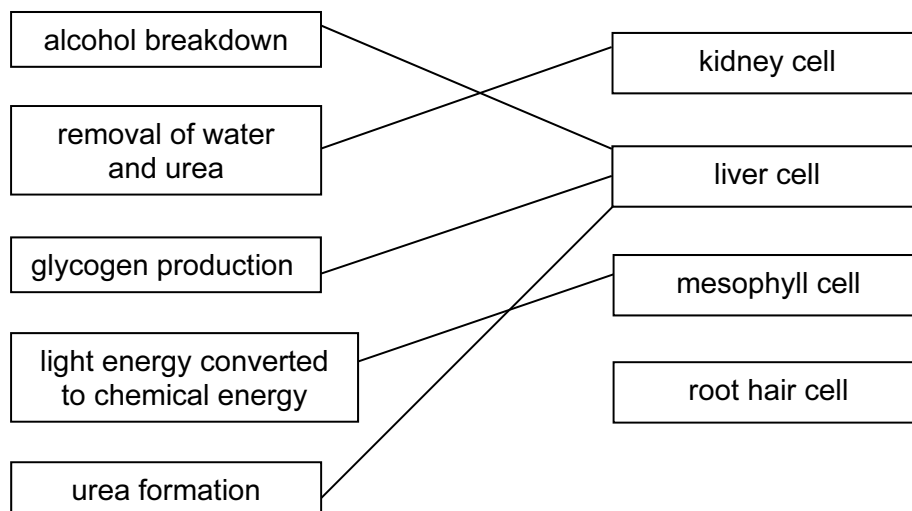 alcohol breakdown
removal of water
and urea
glycogen production
light energy converted
to chemical energy
urea formation
kidney cell
liver cell
mesophyll cell
root hair cell